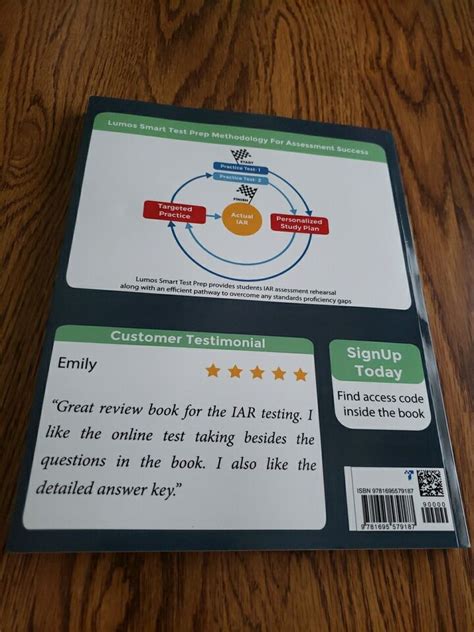 Lumos Smart Test Prep Methodology For Assessment Success
START
Practice Test- 1
Practice Test- 2
FINISH
Targeted
Practice
Actual
IAR
Personalized
Study Plan
Lumos Smart Test Prep provides students IAR assessment rehearsal
along with an efficient pathway to overcome any standards proficiency gaps
Customer Testimonial
Emily
“Great review book for the IAR testing. I
like the online test taking besides the
questions in the book. I also like the
detailed answer key.”
SignUp
Today
Find access code
inside the book
ISBN 9781695579187
90000
9781695579187